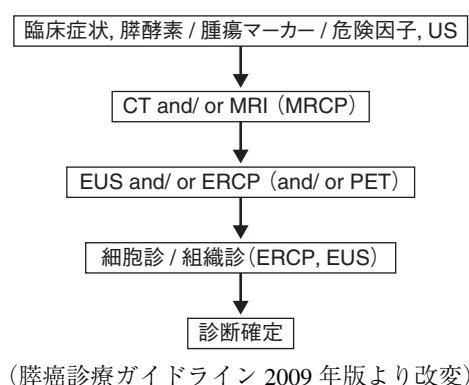 臨床症状, 膵酵素 / 腫瘍マーカー / 危険因子, US
CT and/ or MRI（MRCP）
EUS and/ or ERCP（and/ or PET）
細胞診 / 組織診（ERCP, EUS）
診断確定
（膵癌診療ガイドライン 2009 年版より改変）